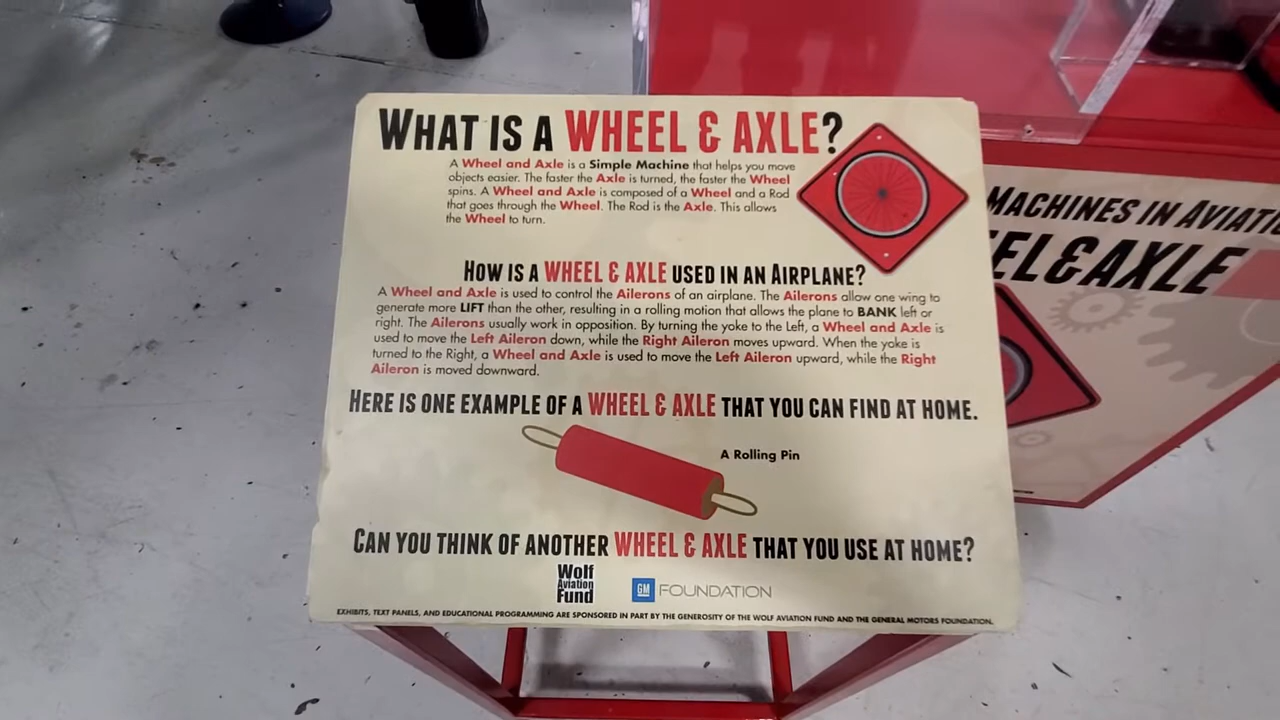 WHAT IS A WHEEL & AXLE?
A Wheel and Axle is a Simple Machine that helps you move
objects easier. The faster the Axle is turned, the faster the Wheel
spins. A Wheel and Axle is composed of a Wheel and a Rod
that goes through the Wheel. The Rod is the Axle. This allows
the Wheel to turn.
HOW IS A WHEEL & AXLE USED IN AN AIRPLANE?
A Wheel and Axle is used to control the Ailerons of an airplane. The Ailerons allow one wing to
generate more LIFT than the other, resulting in a rolling motion that allows the plane to BANK left or
right. The Ailerons usually work in opposition. By turning the yoke to the Left, a Wheel and Axle is
used to move the Left Aileron down, while the Right Aileron moves upward. When the yoke is
turned to the Right, a Wheel and Axle is used to move the Left Aileron upward, while the Right
Aileron is moved downward.
HERE IS ONE EXAMPLE OF A WHEEL & AXLE THAT YOU CAN FIND AT HOME.
A Rolling Pin
CAN YOU THINK OF ANOTHER WHEEL & AXLE THAT YOU USE AT HOME?
Wolf
Aviation
Fund
GM FOUNDATION
EXHIBITS, TEXT PANELS, AND EDUCATIONAL PROGRAMMING ARE SPONSORED IN PART BY THE GENEROSITY OF THE WOLF AVIATION FUND AND THE GENERAL MOTORS FOUNDATION.
MACHINES IN AVIATIO
EL&AXLE